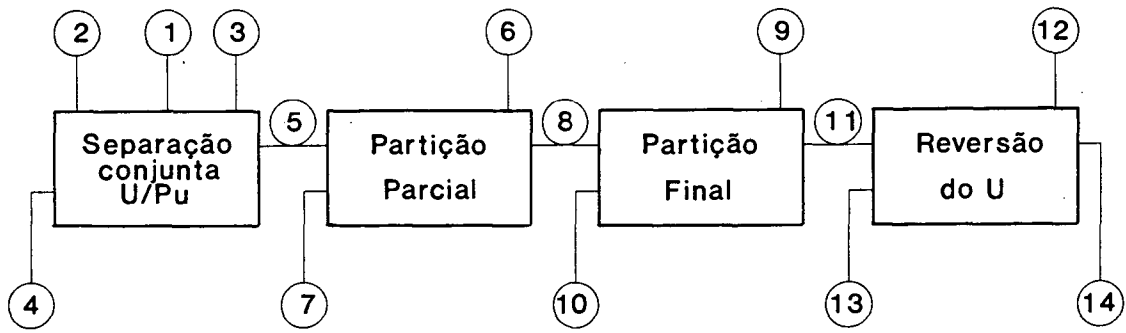 2 1 3 6 9 12
5 8 11
Separação
conjunta
U/Pu
Partição
Parcial
Partição
Final
Reversão
do U
4 7 10 13 14